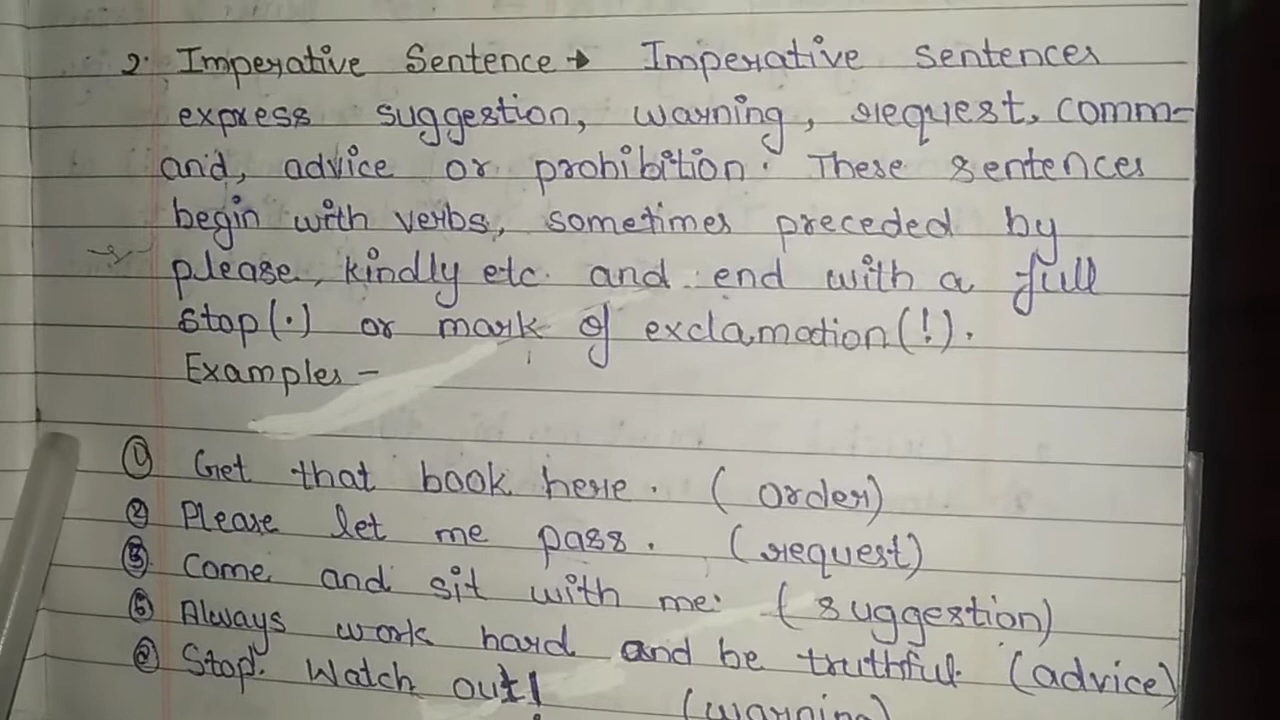 2. Imperative Sentence → Imperative sentences
express suggestion, warning, request, comm-
and, advice or prohibition. These sentences
begin with verbs, sometimes preceded by
please, kindly etc. and end with a full
stop(.) or mark of exclamation(!).
Examples -
① Get that book here. (order)
② Please let me pass. (request)
③ Come and sit with me. (suggestion)
Always work hard and be truthful. (advice)
Stop. Watch out! (warning)